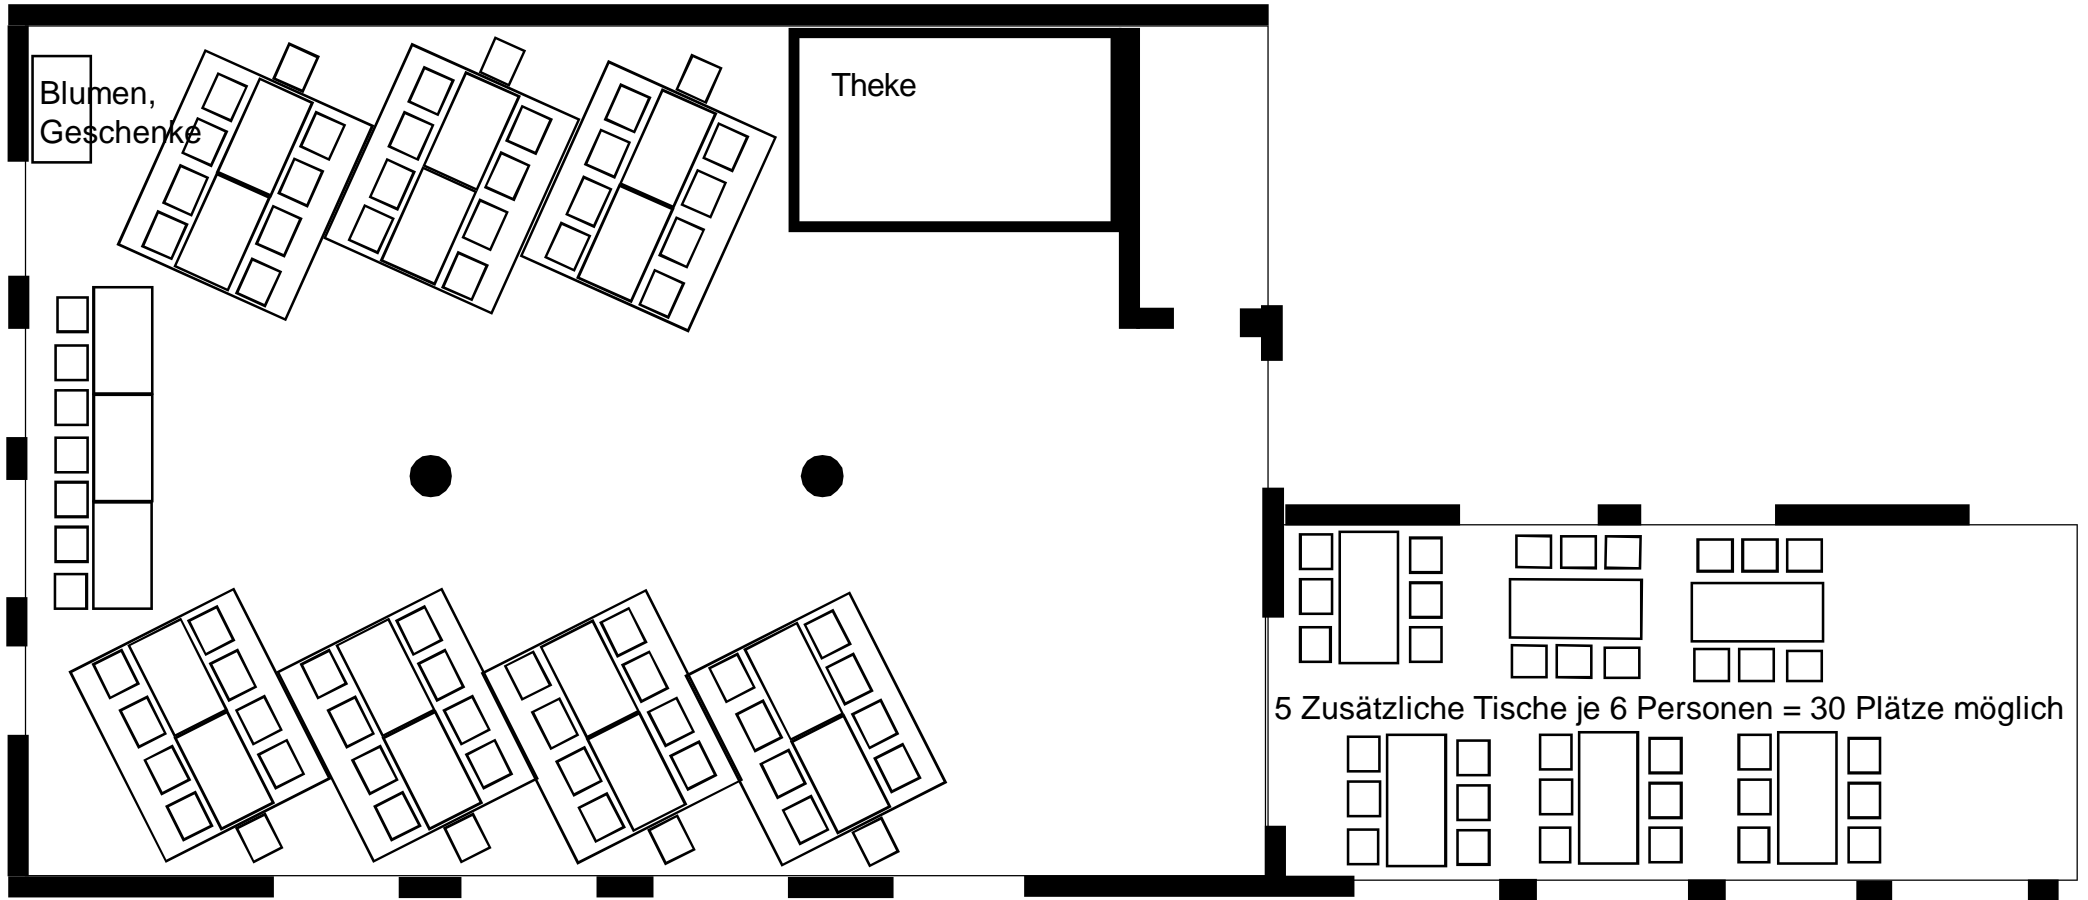 Blumen,
Geschenke
Theke
5 Zusätzliche Tische je 6 Personen = 30 Plätze möglich